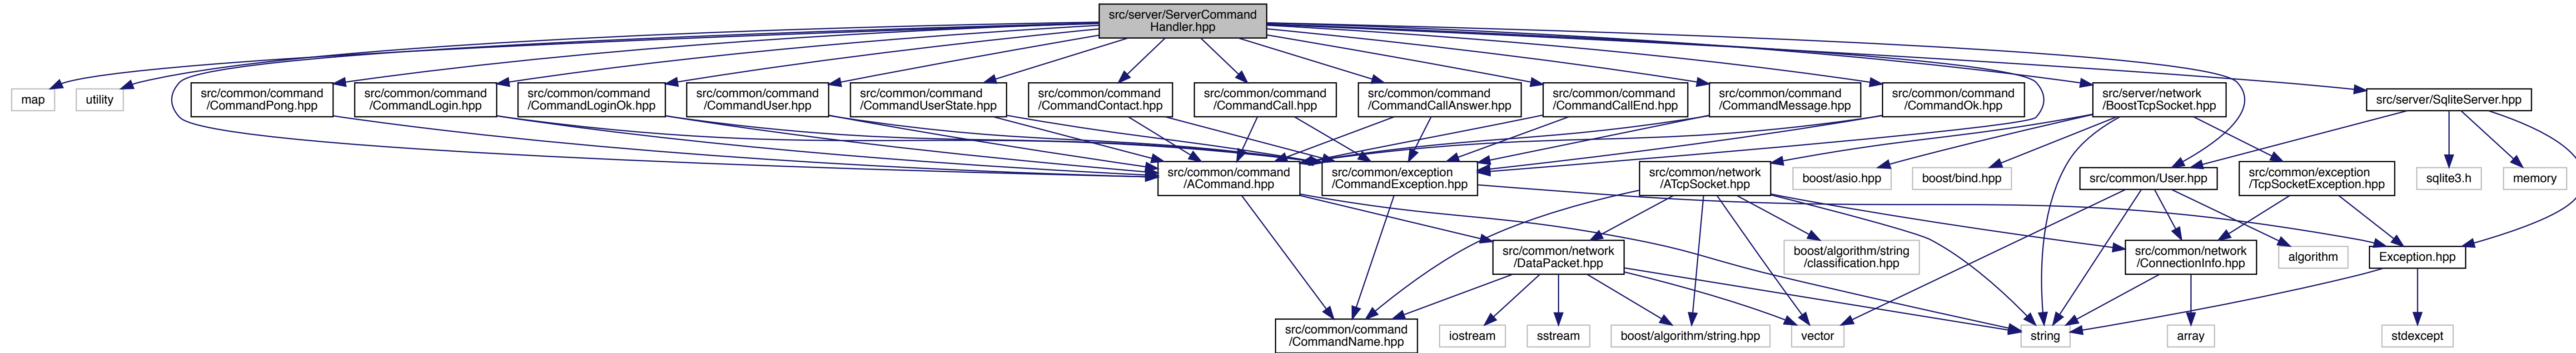 src/server/ServerCommand
Handler.hpp
map
utility
src/common/command
/CommandPong.hpp
src/common/command
/CommandLogin.hpp
src/common/command
/CommandLoginOk.hpp
src/common/command
/CommandUser.hpp
src/common/command
/CommandUserState.hpp
src/common/command
/CommandContact.hpp
src/common/command
/CommandCall.hpp
src/common/command
/CommandCallAnswer.hpp
src/common/command
/CommandCallEnd.hpp
src/common/command
/CommandMessage.hpp
src/common/command
/CommandOk.hpp
src/server/network
/BoostTcpSocket.hpp
src/server/SqliteServer.hpp
src/common/command
/ACommand.hpp
src/common/exception
/CommandException.hpp
src/common/network
/ATcpSocket.hpp
boost/asio.hpp
boost/bind.hpp
src/common/User.hpp
src/common/exception
/TcpSocketException.hpp
sqlite3.h
memory
src/common/network
/DataPacket.hpp
boost/algorithm/string
/classification.hpp
src/common/network
/ConnectionInfo.hpp
algorithm
Exception.hpp
src/common/command
/CommandName.hpp
iostream
sstream
boost/algorithm/string.hpp
vector
string
array
stdexcept